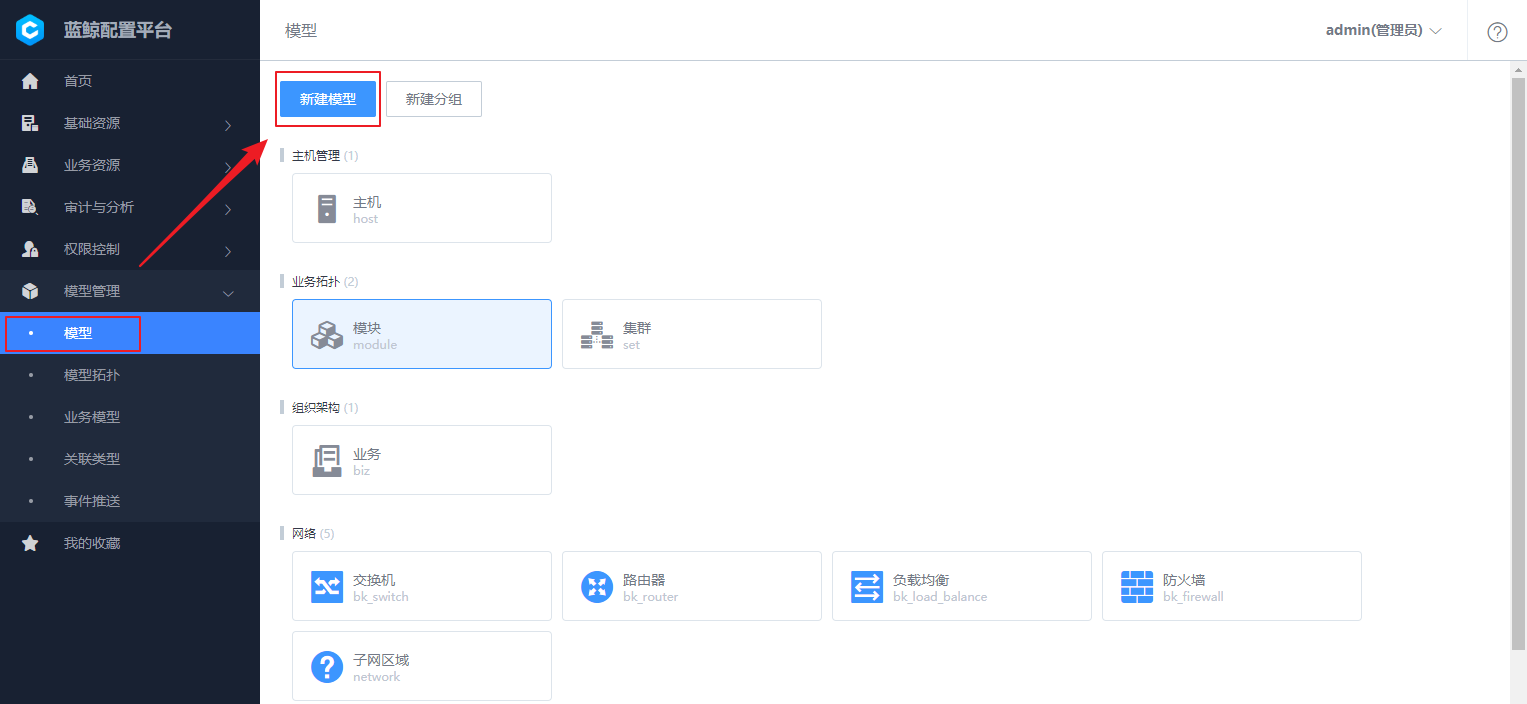 蓝鲸配置平台
首页
基础资源
业务资源
审计与分析
权限控制
模型管理
模型
模型拓扑
业务模型
关联类型
事件推送
我的收藏
模型
admin(管理员)
新建模型
新建分组
主机管理 (1)
主机
host
业务拓扑 (2)
模块
module
集群
set
组织架构 (1)
业务
biz
网络 (5)
交换机
bk_switch
路由器
bk_router
负载均衡
bk_load_balance
防火墙
bk_firewall
子网区域
network